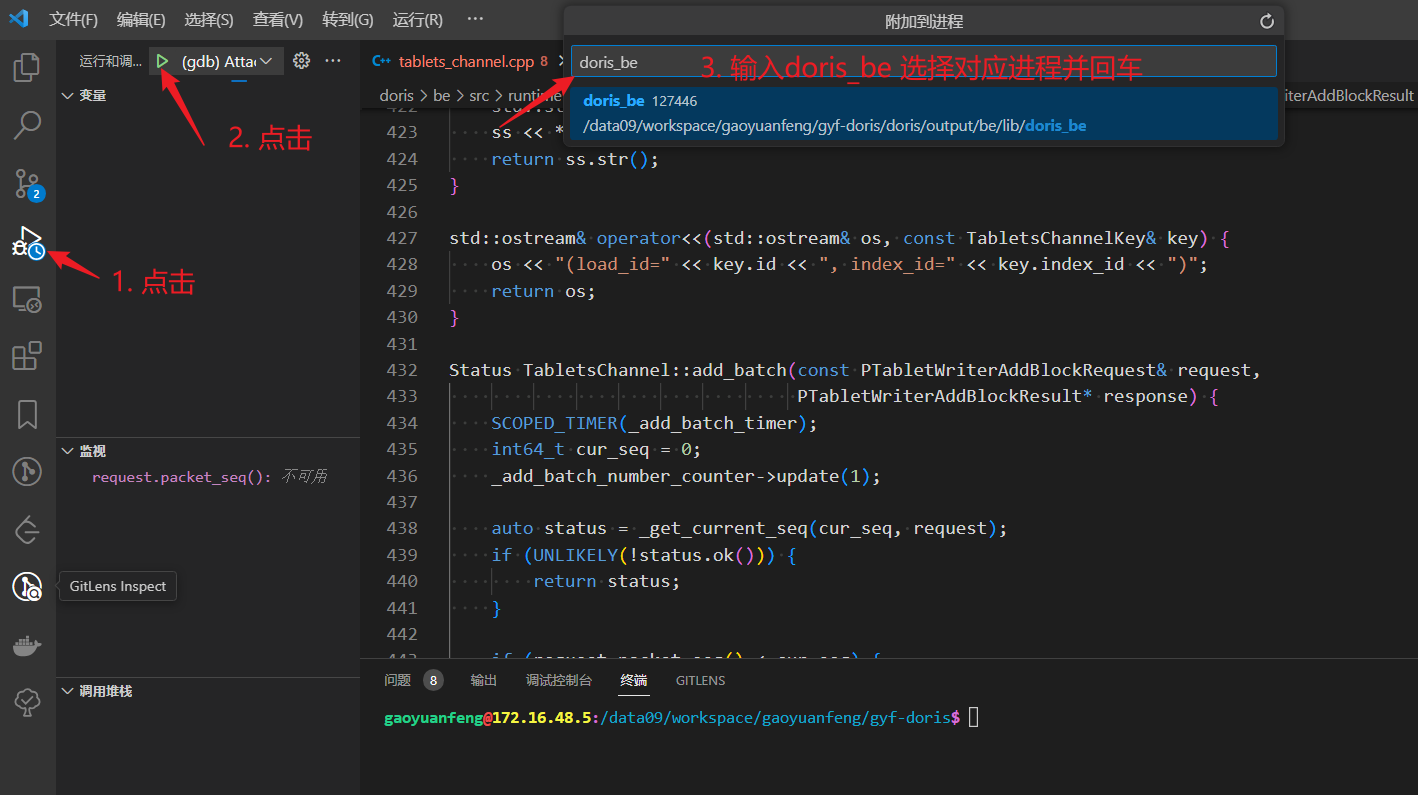 文件(F) 编辑(E) 选择(S) 查看(V) 转到(G) 运行(R) ···
附加到进程
运行和调... (gdb) Attac ···
tablets_channel.cpp 8
doris_be
3. 输入doris_be 选择对应进程并回车
doris > be > src > runtime
iterAddBlockResult
doris_be 127446
/data09/workspace/gaoyuanfeng/gyf-doris/doris/output/be/lib/doris_be
变量
2. 点击
1. 点击
2
423 ss << *
424 return ss.str();
425 }
426
427 std::ostream& operator<<(std::ostream& os, const TabletsChannelKey& key) {
428 os << "(load_id=" << key.id << ", index_id=" << key.index_id << ")";
429 return os;
430 }
431
432 Status TabletsChannel::add_batch(const PTabletWriterAddBlockRequest& request,
433 PTabletWriterAddBlockResult* response) {
434 SCOPED_TIMER(_add_batch_timer);
435 int64_t cur_seq = 0;
436 _add_batch_number_counter->update(1);
437
438 auto status = _get_current_seq(cur_seq, request);
439 if (UNLIKELY(!status.ok())) {
440 return status;
441 }
442
监视
request.packet_seq(): 不可用
GitLens Inspect
调用堆栈
问题 8 输出 调试控制台 终端 GITLENS
gaoyuanfeng@172.16.48.5:/data09/workspace/gaoyuanfeng/gyf-doris$